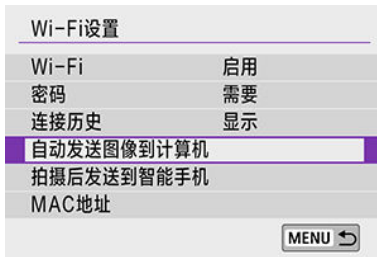 Wi-Fi设置
Wi-Fi 启用
密码 需要
连接历史 显示
自动发送图像到计算机
拍摄后发送到智能手机
MAC地址
MENU